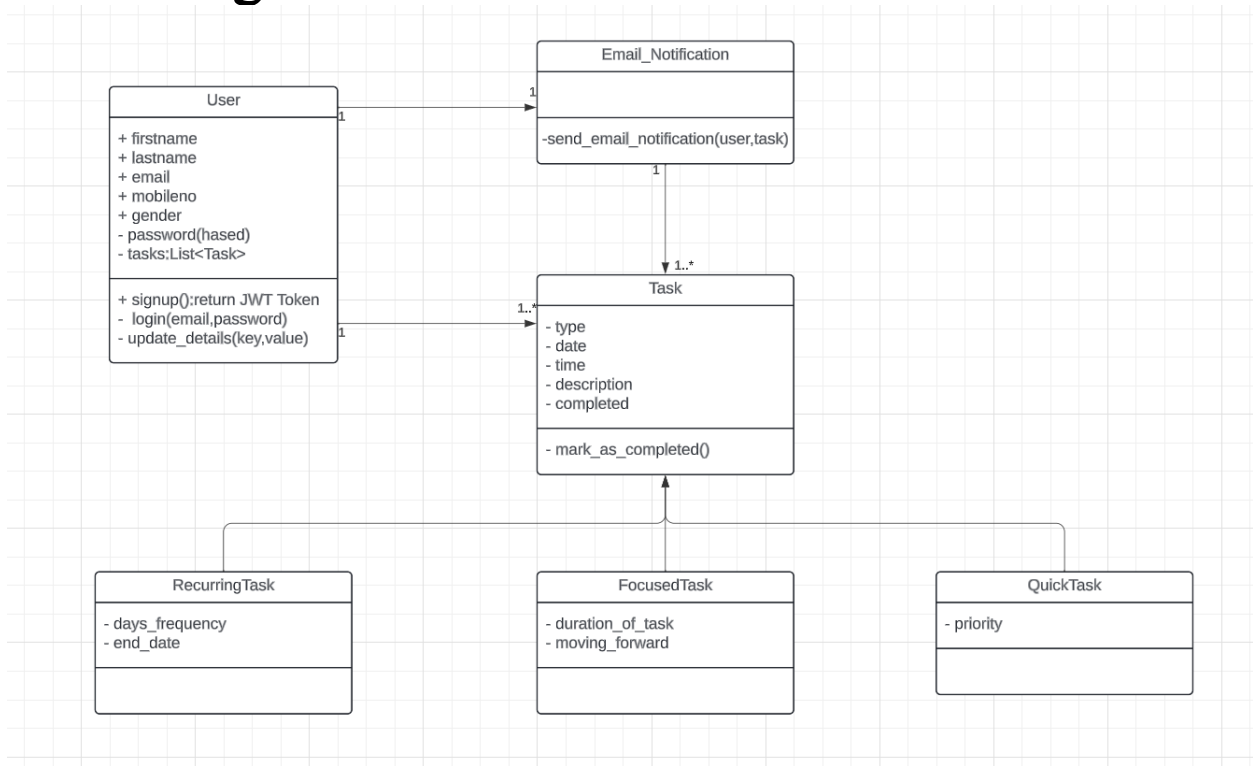 User
+ firstname
+ lastname
+ email
+ mobileno
+ gender
- password(hased)
- tasks:List<Task>
+ signup():return JWT Token
- login(email,password)
- update_details(key,value)
1
1
Email_Notification
-send_email_notification(user,task)
1
1..*
1
1..*
Task
- type
- date
- time
- description
- completed
- mark_as_completed()
RecurringTask
- days_frequency
- end_date
FocusedTask
- duration_of_task
- moving_forward
QuickTask
- priority